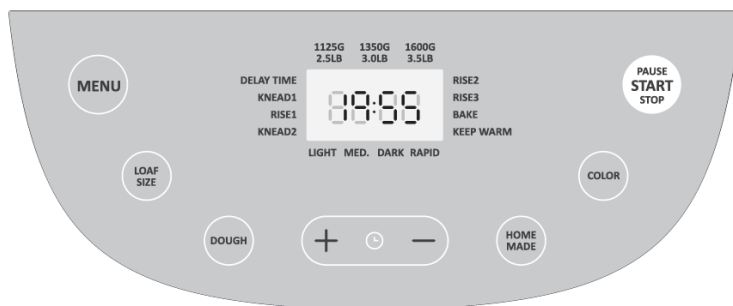 1125G 1350G 1600G
2.5LB 3.0LB 3.5LB
MENU
DELAY TIME
KNEAD1
RISE1
KNEAD2
19:55
RISE2
RISE3
BAKE
KEEP WARM
PAUSE
START
STOP
LIGHT MED. DARK RAPID
LOAF
SIZE
COLOR
DOUGH
+ −
HOME
MADE